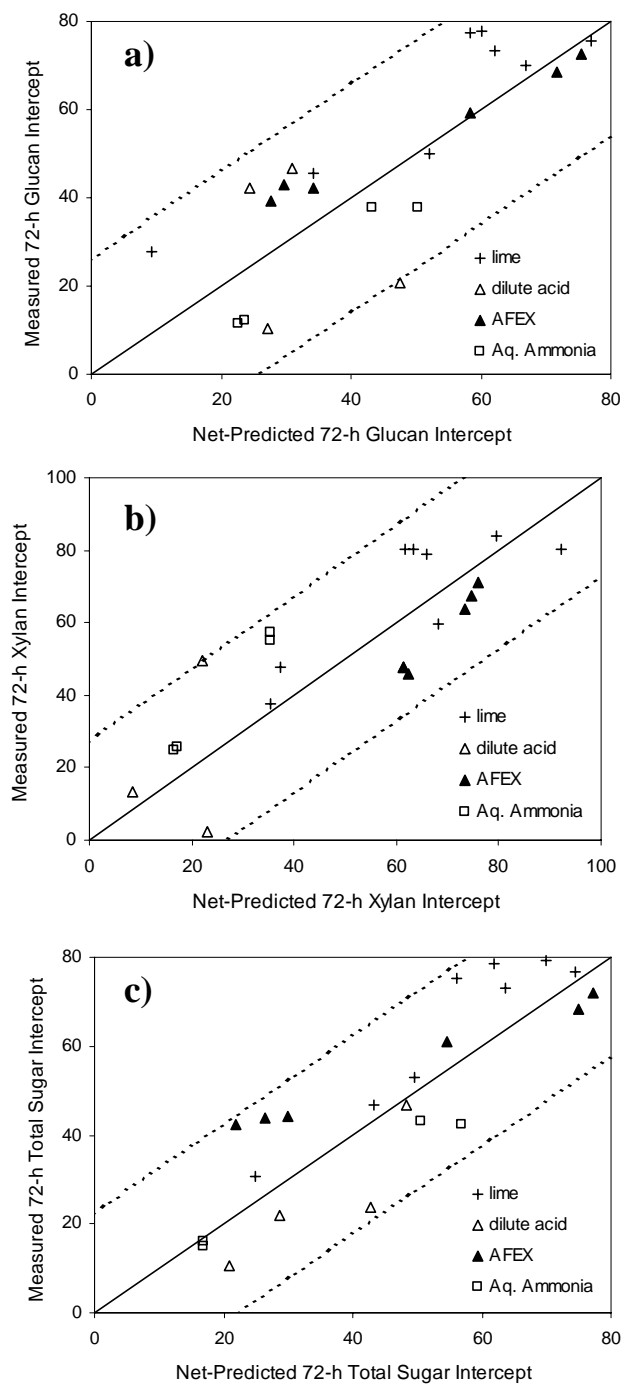 a)
80
60
40
20
0
Measured 72-h Glucan Intercept
lime
dilute acid
AFEX
Aq. Ammonia
0 20 40 60 80
Net-Predicted 72-h Glucan Intercept
b)
100
80
60
40
20
0
Measured 72-h Xylan Intercept
lime
dilute acid
AFEX
Aq. Ammonia
0 20 40 60 80 100
Net-Predicted 72-h Xylan Intercept
c)
80
60
40
20
0
Measured 72-h Total Sugar Intercept
lime
dilute acid
AFEX
Aq. Ammonia
0 20 40 60 80
Net-Predicted 72-h Total Sugar Intercept